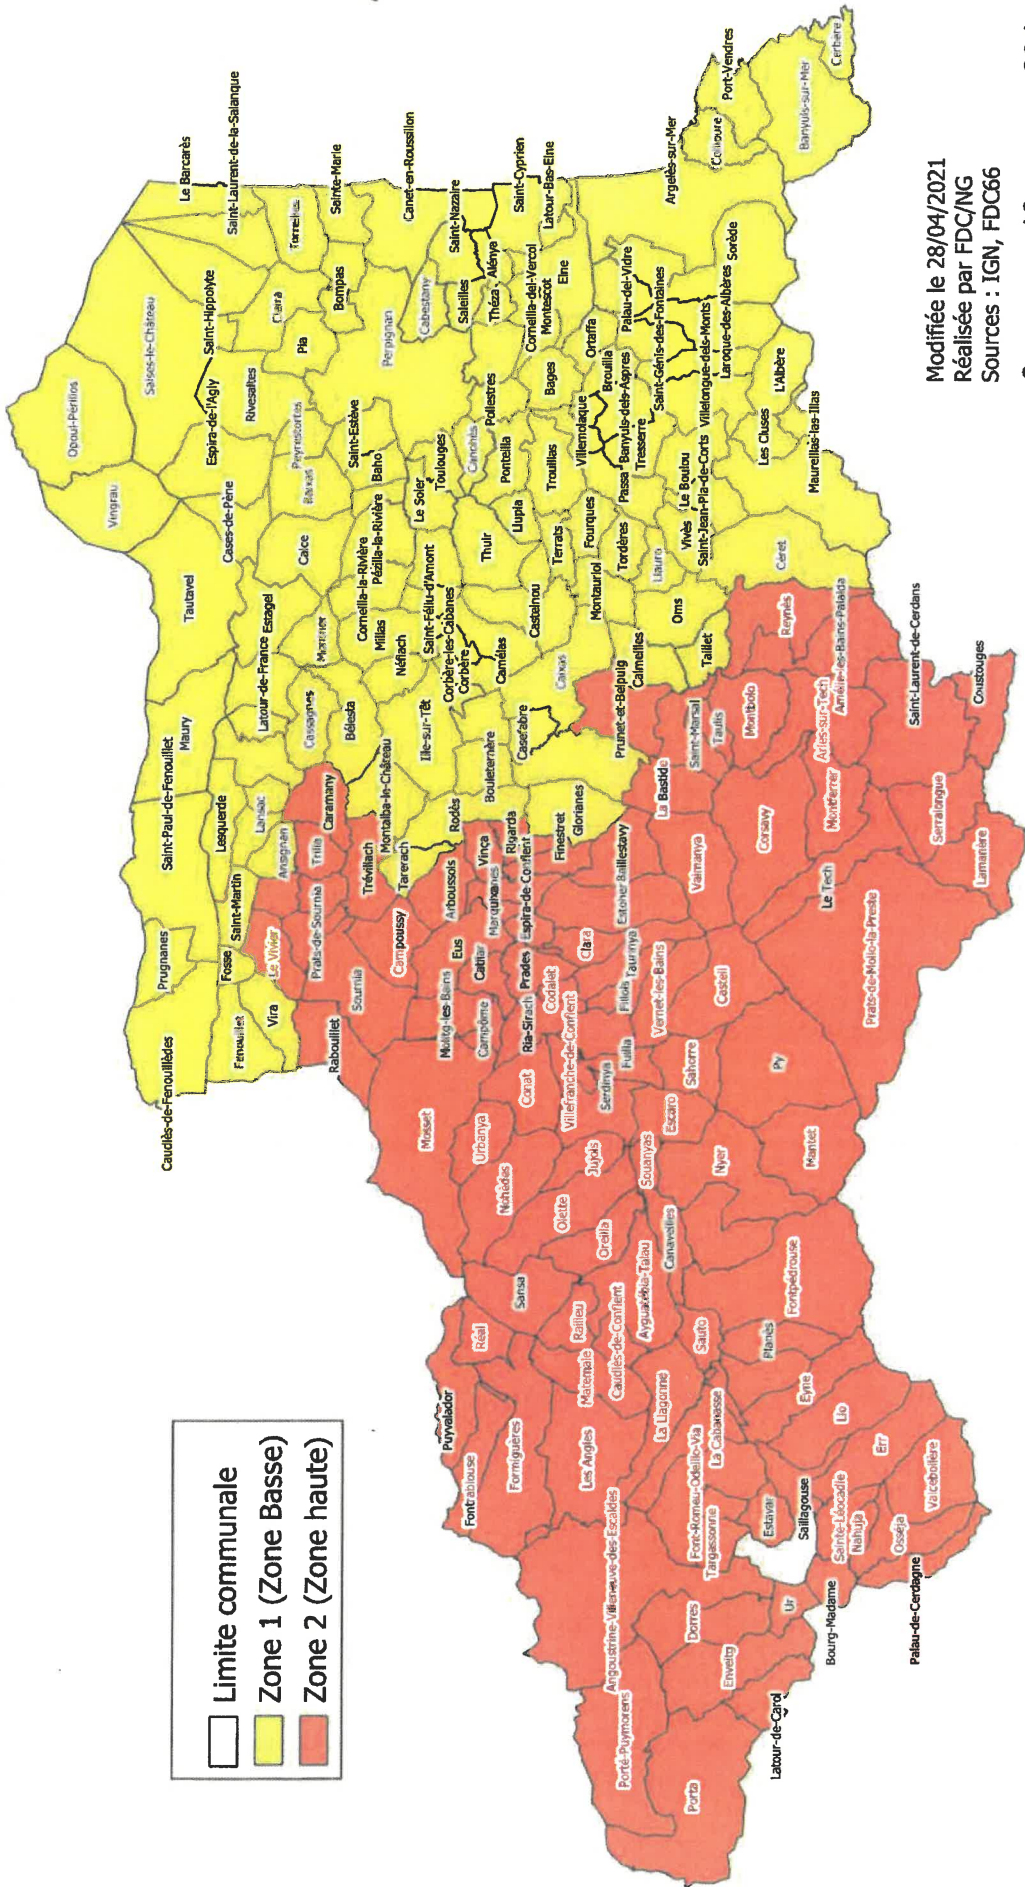 Limite communale
Zone 1 (Zone Basse)
Zone 2 (Zone haute)
Opoul-Périllos
Vingrau
Salses-le-Château
Le Barcarès
Saint-Laurent-de-la-Salanque
Saint-Hippolyte
Tautavel
Cases-de-Pène
Espira-de-l'Agly
Rivesaltes
Claira
Torreilles
Sainte-Marie
Caudiès-de-Fenouillèdes
Prugnanes
Saint-Paul-de-Fenouillet
Maury
Fenouillet
Fosse
Saint-Martin
Lesquerde
Latour-de-France
Estagel
Calce
Baixas
Peyrestortes
Pia
Bompas
Vira
Le Vivier
Ansignan
Lansac
Cassagnes
Montner
Rabouillet
Prats-de-Sournia
Trilla
Caramany
Bélesta
Corneilla-la-Rivière
Pézilla-la-Rivière
Baho
Saint-Estève
Perpignan
Canet-en-Roussillon
Cabestany
Sournia
Trévillach
Montalba-le-Château
Millas
Néfiach
Saint-Féliu-d'Amont
Le Soler
Toulouges
Canohès
Saleilles
Saint-Nazaire
Campoussy
Tarerach
Ille-sur-Têt
Corbère-les-Cabanes
Corbère
Thuir
Pollestres
Théza
Alénya
Saint-Cyprien
Puyvalador
Réal
Mosset
Molitg-les-Bains
Arboussols
Rodès
Bouleternère
Camélas
Llupia
Ponteilla
Corneilla-del-Vercol
Montescot
Latour-Bas-Elne
Fontrabiouse
Formiguères
Sansa
Nohèdes
Urbanya
Campôme
Catllar
Eus
Marquixanes
Vinça
Rigarda
Casefabre
Castelnou
Terrats
Trouillas
Bages
Elne
Conat
Ria-Sirach
Prades
Espira-de-Conflent
Finestret
Glorianes
Caixas
Montauriol
Fourques
Villemolaque
Brouilla
Ortaffa
Palau-del-Vidre
Argelès-sur-Mer
Les Angles
Matemale
Railleu
Olette
Jujols
Villefranche-de-Conflent
Codalet
Clara
Estoher
Baillestavy
Prunet-et-Belpuig
Calmeilles
Tordères
Passa
Banyuls-dels-Aspres
Tresserre
Saint-Génis-des-Fontaines
Angoustrine-Villeneuve-des-Escaldes
Caudiès-de-Conflent
Oreilla
Serdinya
Fuilla
Fillols
Taurinya
La Bastide
Oms
Llauro
Vivès
Le Boulou
Villelongue-dels-Monts
Laroque-des-Albères
Sorède
Collioure
Port-Vendres
Porté-Puymorens
La Llagonne
Ayguatébia-Talau
Canaveilles
Souanyas
Escaro
Sahorre
Vernet-les-Bains
Valmanya
Saint-Marsal
Taulis
Taillet
Saint-Jean-Pla-de-Corts
Les Cluses
L'Albère
Porta
Dorres
Enveitg
Targassonne
Font-Romeu-Odeillo-Via
La Cabanasse
Sauto
Nyer
Casteil
Corsavy
Montbolo
Reynès
Céret
Maureillas-las-Illas
Banyuls-sur-Mer
Cerbère
Latour-de-Carol
Ur
Estavar
Saillagouse
Eyne
Planès
Fontpédrouse
Mantet
Py
Prats-de-Mollo-la-Preste
Le Tech
Montferrer
Arles-sur-Tech
Amélie-les-Bains-Palalda
Bourg-Madame
Sainte-Léocadie
Nahuja
Llo
Err
Osséja
Valcebollère
Palau-de-Cerdagne
Lamanère
Serralongue
Saint-Laurent-de-Cerdans
Coustouges
Modifiée le 28/04/2021
Réalisée par FDC/NG
Sources : IGN, FDC66